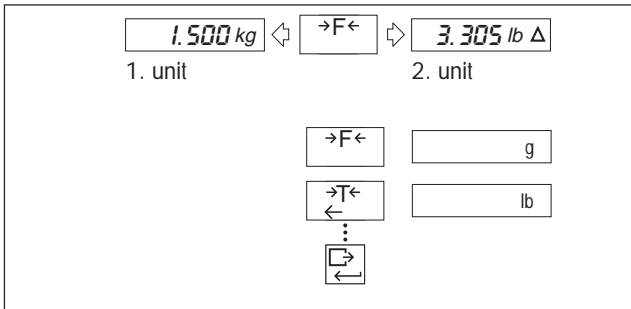 1.500 kg →F← 3.305 lb Δ
1. unit 2. unit
→F← g
→T← lb